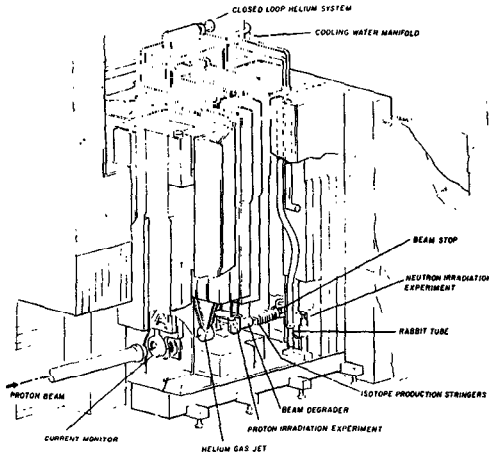 CLOSED LOOP HELIUM SYSTEM
COOLING WATER MANIFOLD
BEAM STOP
NEUTRON IRRADIATION
EXPERIMENT
RABBIT TUBE
ISOTOPE PRODUCTION STRINGERS
BEAM DEGRADER
PROTON IRRADIATION EXPERIMENT
HELIUM GAS JET
CURRENT MONITOR
PROTON BEAM